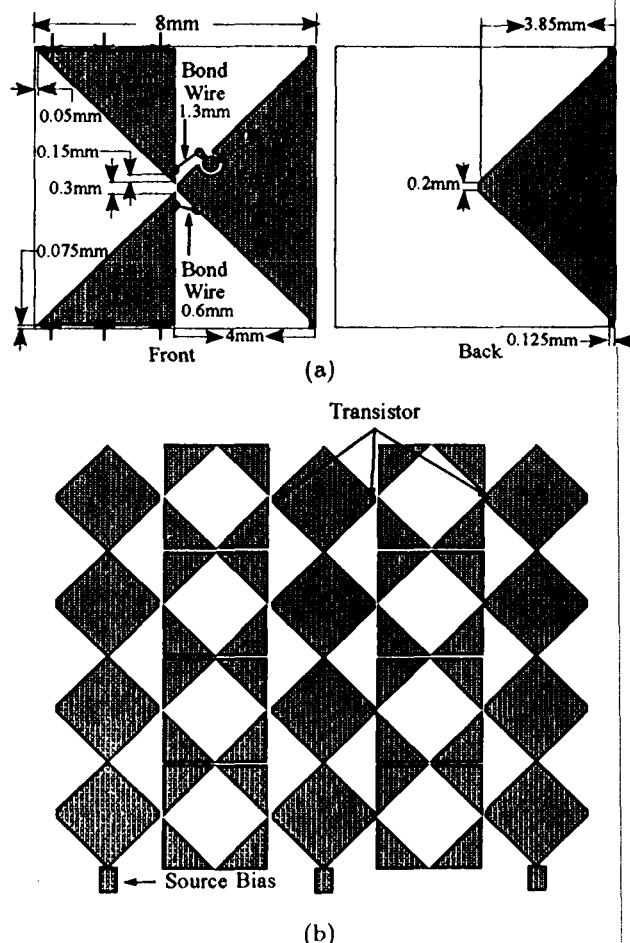 8mm
3.85mm
Bond
Wire
1.3mm
0.05mm
0.15mm
0.3mm
0.2mm
0.075mm
Bond
Wire
0.6mm
4mm
0.125mm
Front
Back
(a)
Transistor
Source Bias
(b)